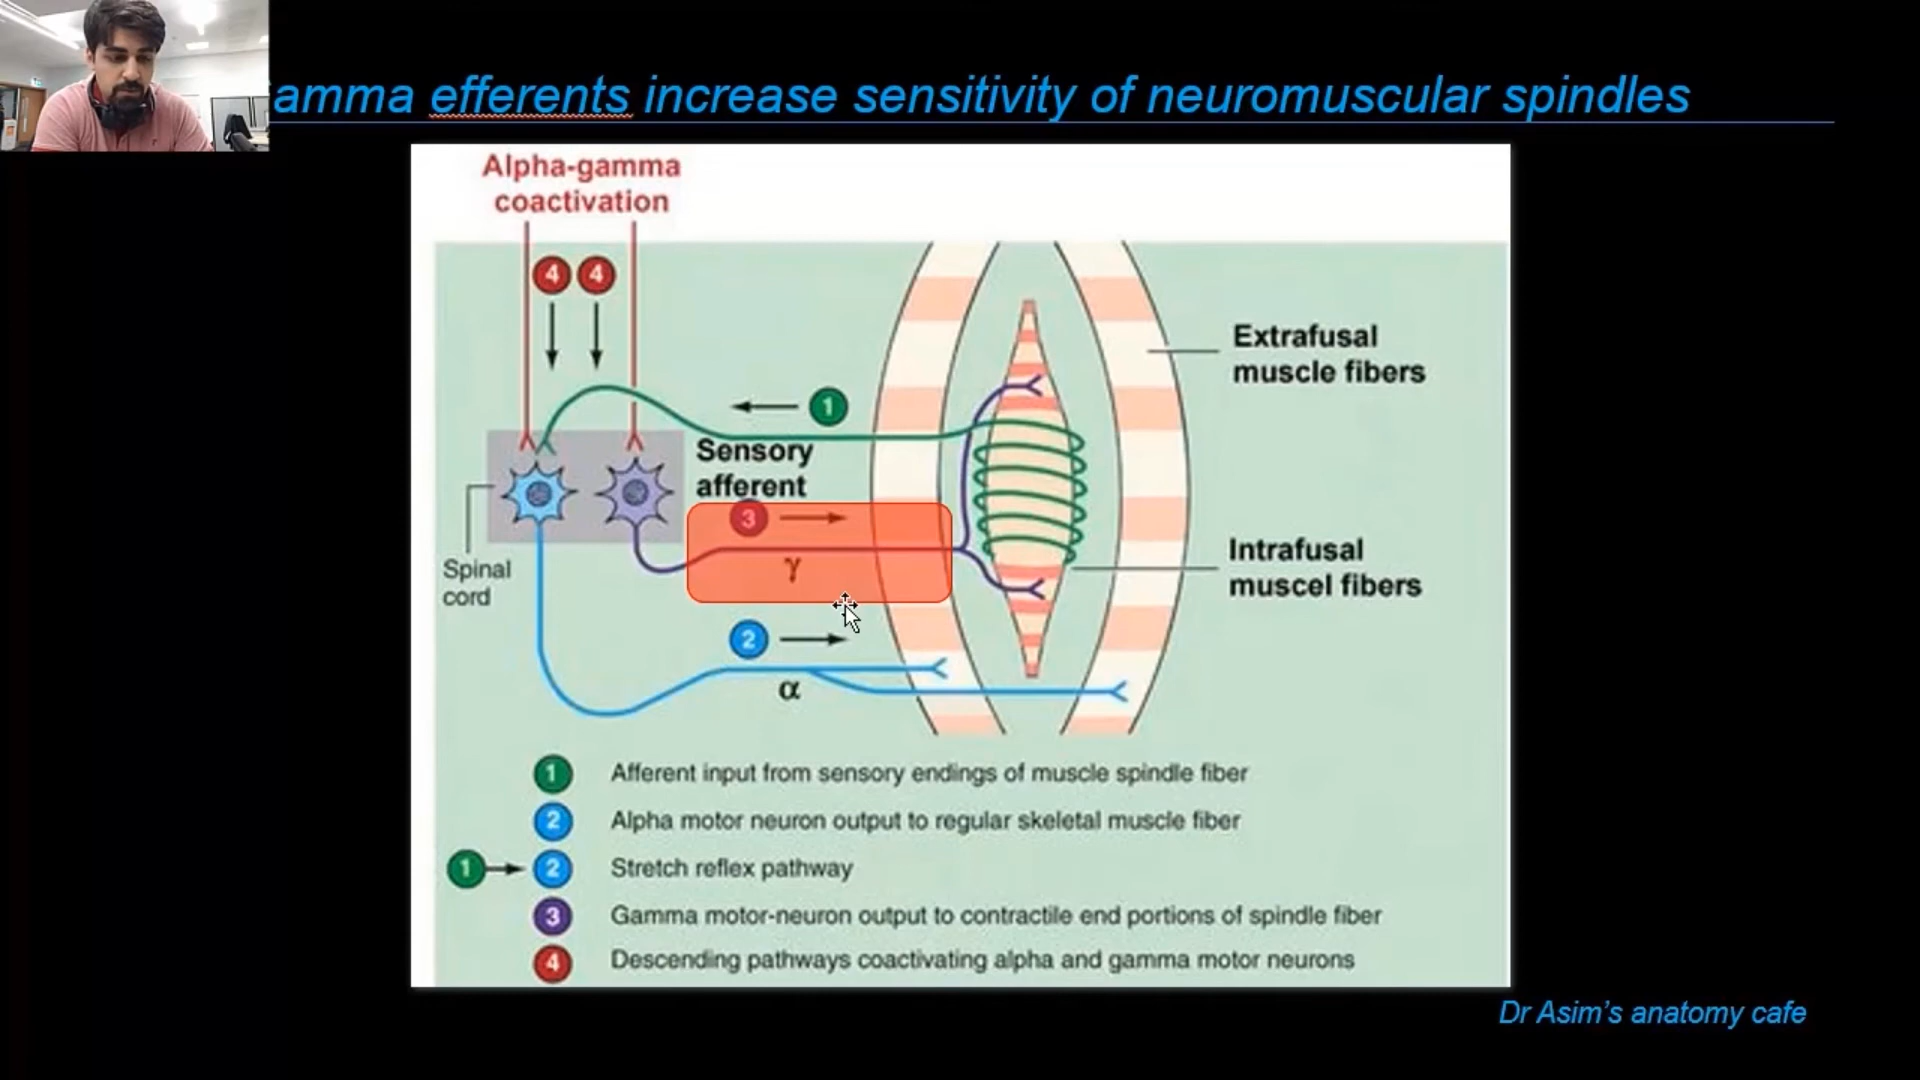 amma efferents increase sensitivity of neuromuscular spindles
Alpha-gamma
coactivation
4 4
Extrafusal
muscle fibers
1
Sensory
afferent
3
γ
Spinal
cord
Intrafusal
muscel fibers
2
α
1 Afferent input from sensory endings of muscle spindle fiber
2 Alpha motor neuron output to regular skeletal muscle fiber
1 2 Stretch reflex pathway
3 Gamma motor-neuron output to contractile end portions of spindle fiber
4 Descending pathways coactivating alpha and gamma motor neurons
Dr Asim's anatomy cafe